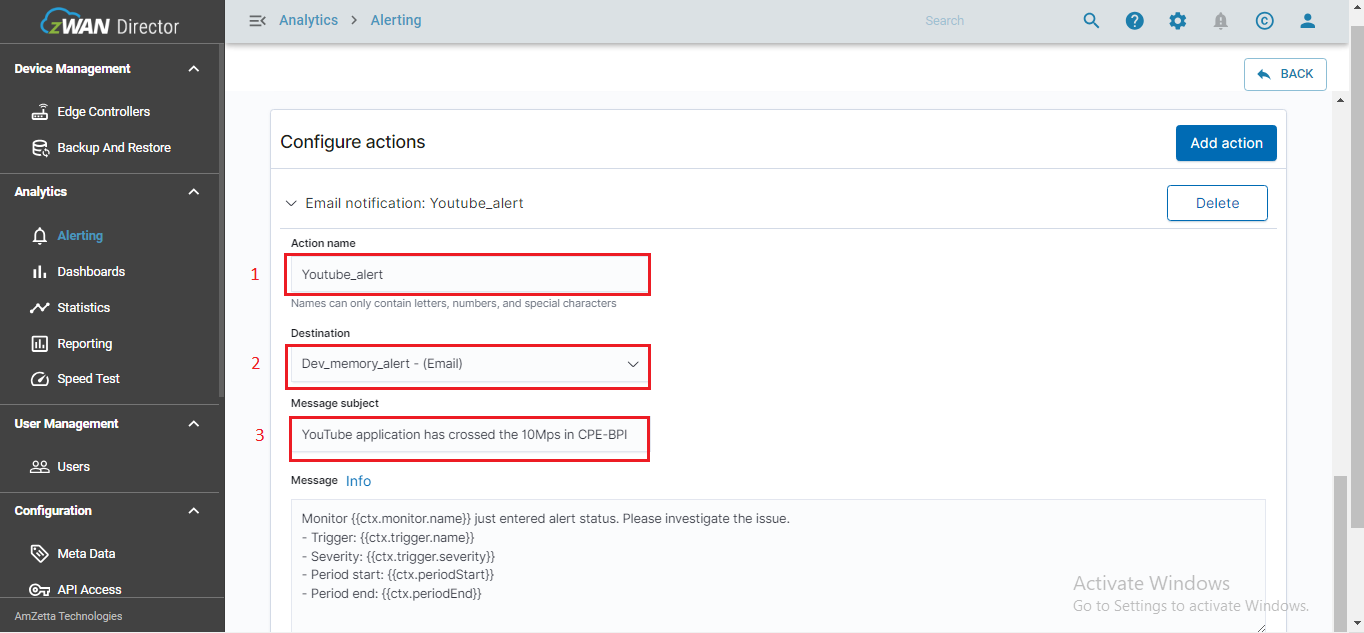 zWAN Director
Analytics > Alerting
Search
BACK
Device Management
Edge Controllers
Backup And Restore
Analytics
Alerting
Dashboards
Statistics
Reporting
Speed Test
User Management
Users
Configuration
Meta Data
API Access
AmZetta Technologies
Configure actions
Add action
Email notification: Youtube_alert
Delete
Action name
1
Youtube_alert
Names can only contain letters, numbers, and special characters
Destination
2
Dev_memory_alert - (Email)
Message subject
3
YouTube application has crossed the 10Mps in CPE-BPI
Message Info
Monitor {{ctx.monitor.name}} just entered alert status. Please investigate the issue.
- Trigger: {{ctx.trigger.name}}
- Severity: {{ctx.trigger.severity}}
- Period start: {{ctx.periodStart}}
- Period end: {{ctx.periodEnd}}
Activate Windows
Go to Settings to activate Windows.